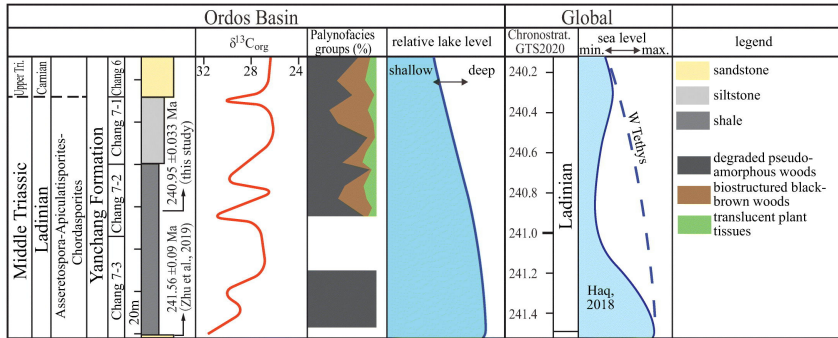 Ordos Basin
Global
δ13Corg
Palynofacies
groups (%)
relative lake level
Chronostrat.
GTS2020
sea level
min.
max.
legend
32
28
24
shallow
deep
Upper Tri.
Carnian
Chang 6
Middle Triassic
Ladinian
Asseretospora-Apiculatisporites-
Chordasporites
Yanchang Formation
Chang 7-1
Chang 7-2
Chang 7-3
20m
240.95 ±0.033 Ma
(this study)
241.56 ±0.09 Ma
(Zhu et al., 2019)
Ladinian
240.2
240.4
240.6
240.8
241.0
241.2
241.4
W Tethys
Haq,
2018
sandstone
siltstone
shale
degraded pseudo-
amorphous woods
biostructured black-
brown woods
translucent plant
tissues